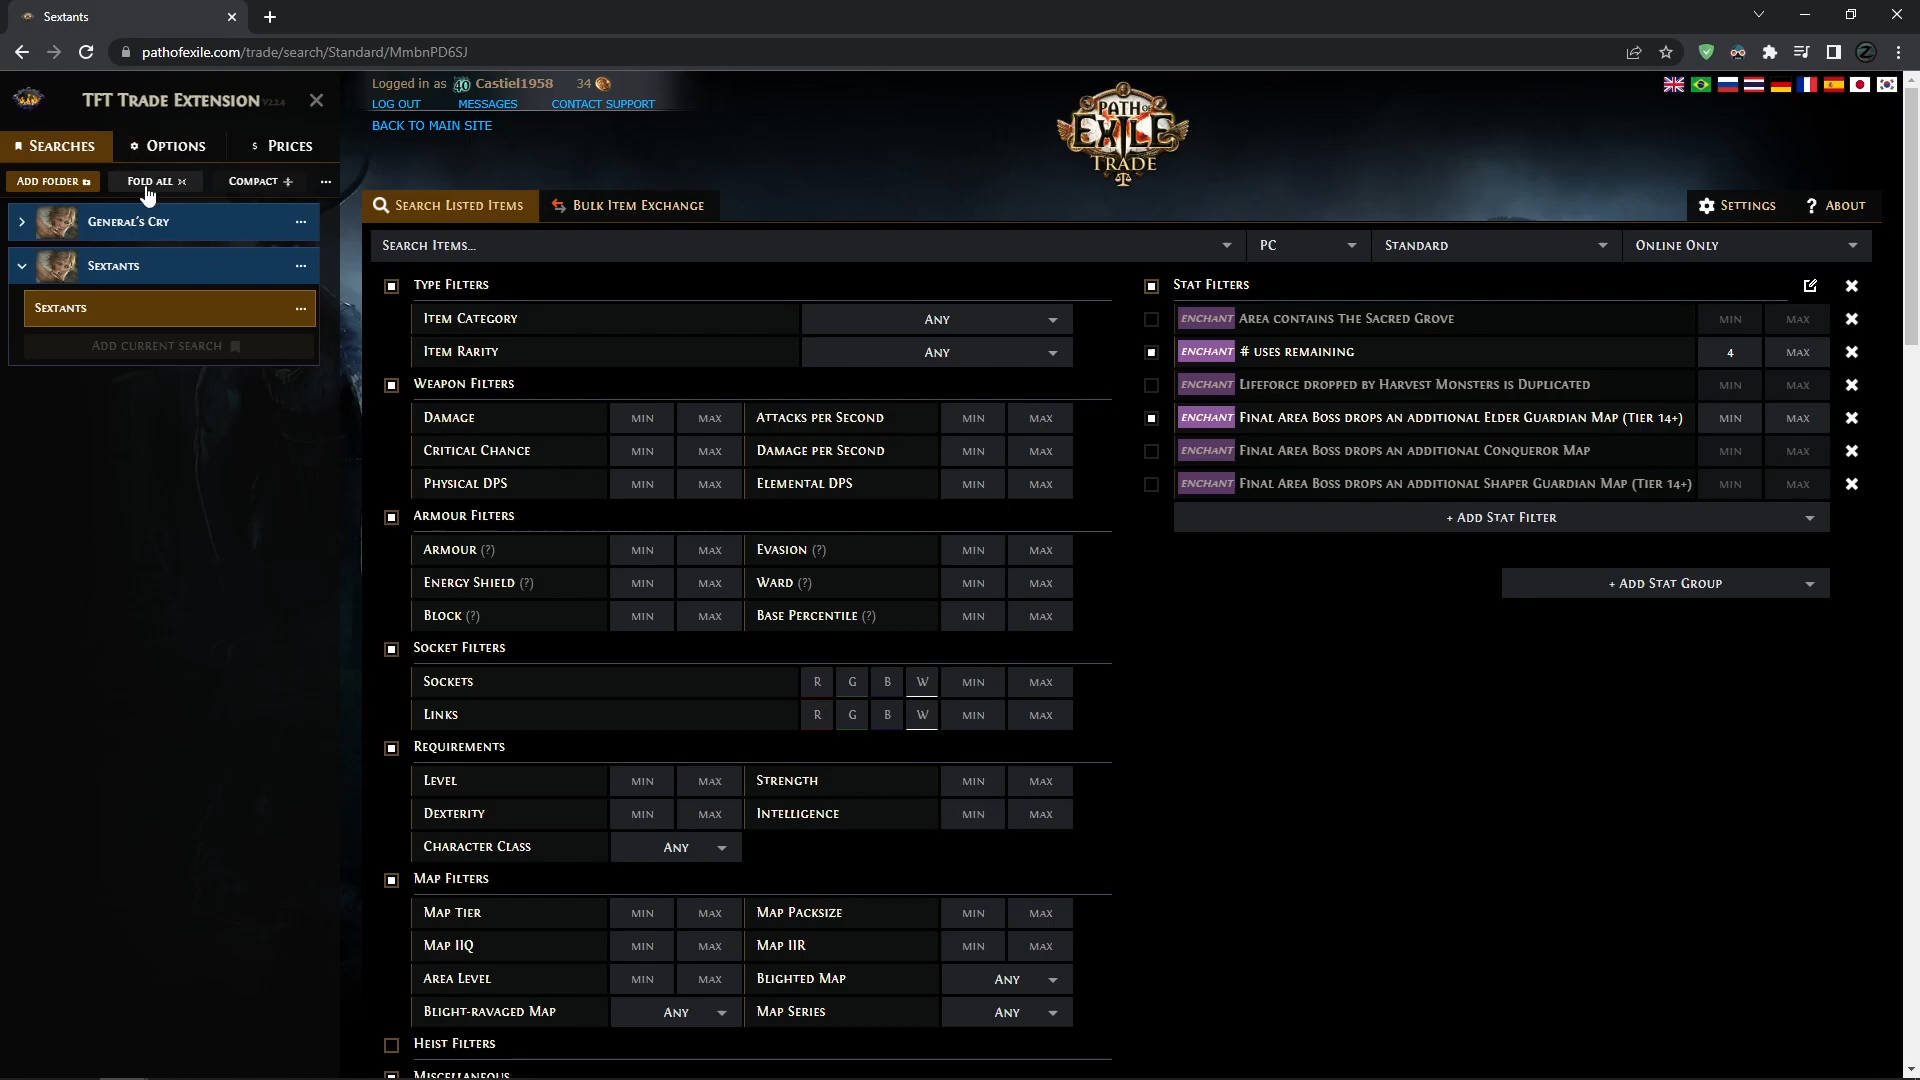 Sextants
pathofexile.com/trade/search/Standard/MmbnPD6SJ
TFT Trade Extension v2.2.4
Searches
Options
Prices
Add Folder
Fold All
Compact
General's Cry
Sextants
Sextants
Add current search
Logged in as Castiel1958 34
LOG OUT MESSAGES CONTACT SUPPORT
BACK TO MAIN SITE
PATH OF
EXILE
TRADE
Search Listed Items
Bulk Item Exchange
Settings
? About
Search Items...
PC
Standard
Online Only
Type Filters
Item Category Any
Item Rarity Any
Weapon Filters
Damage MIN MAX Attacks per Second MIN MAX
Critical Chance MIN MAX Damage per Second MIN MAX
Physical DPS MIN MAX Elemental DPS MIN MAX
Armour Filters
Armour (?) MIN MAX Evasion (?) MIN MAX
Energy Shield (?) MIN MAX Ward (?) MIN MAX
Block (?) MIN MAX Base Percentile (?) MIN MAX
Socket Filters
Sockets R G B W MIN MAX
Links R G B W MIN MAX
Requirements
Level MIN MAX Strength MIN MAX
Dexterity MIN MAX Intelligence MIN MAX
Character Class Any
Map Filters
Map Tier MIN MAX Map Packsize MIN MAX
Map IIQ MIN MAX Map IIR MIN MAX
Area Level MIN MAX Blighted Map Any
Blight-ravaged Map Any Map Series Any
Heist Filters
Miscellaneous
Stat Filters
ENCHANT Area contains The Sacred Grove MIN MAX
ENCHANT # uses remaining 4 MAX
ENCHANT Lifeforce dropped by Harvest Monsters is Duplicated MIN MAX
ENCHANT Final Area Boss drops an additional Elder Guardian Map (Tier 14+) MIN MAX
ENCHANT Final Area Boss drops an additional Conqueror Map MIN MAX
ENCHANT Final Area Boss drops an additional Shaper Guardian Map (Tier 14+) MIN MAX
+ Add Stat Filter
+ Add Stat Group